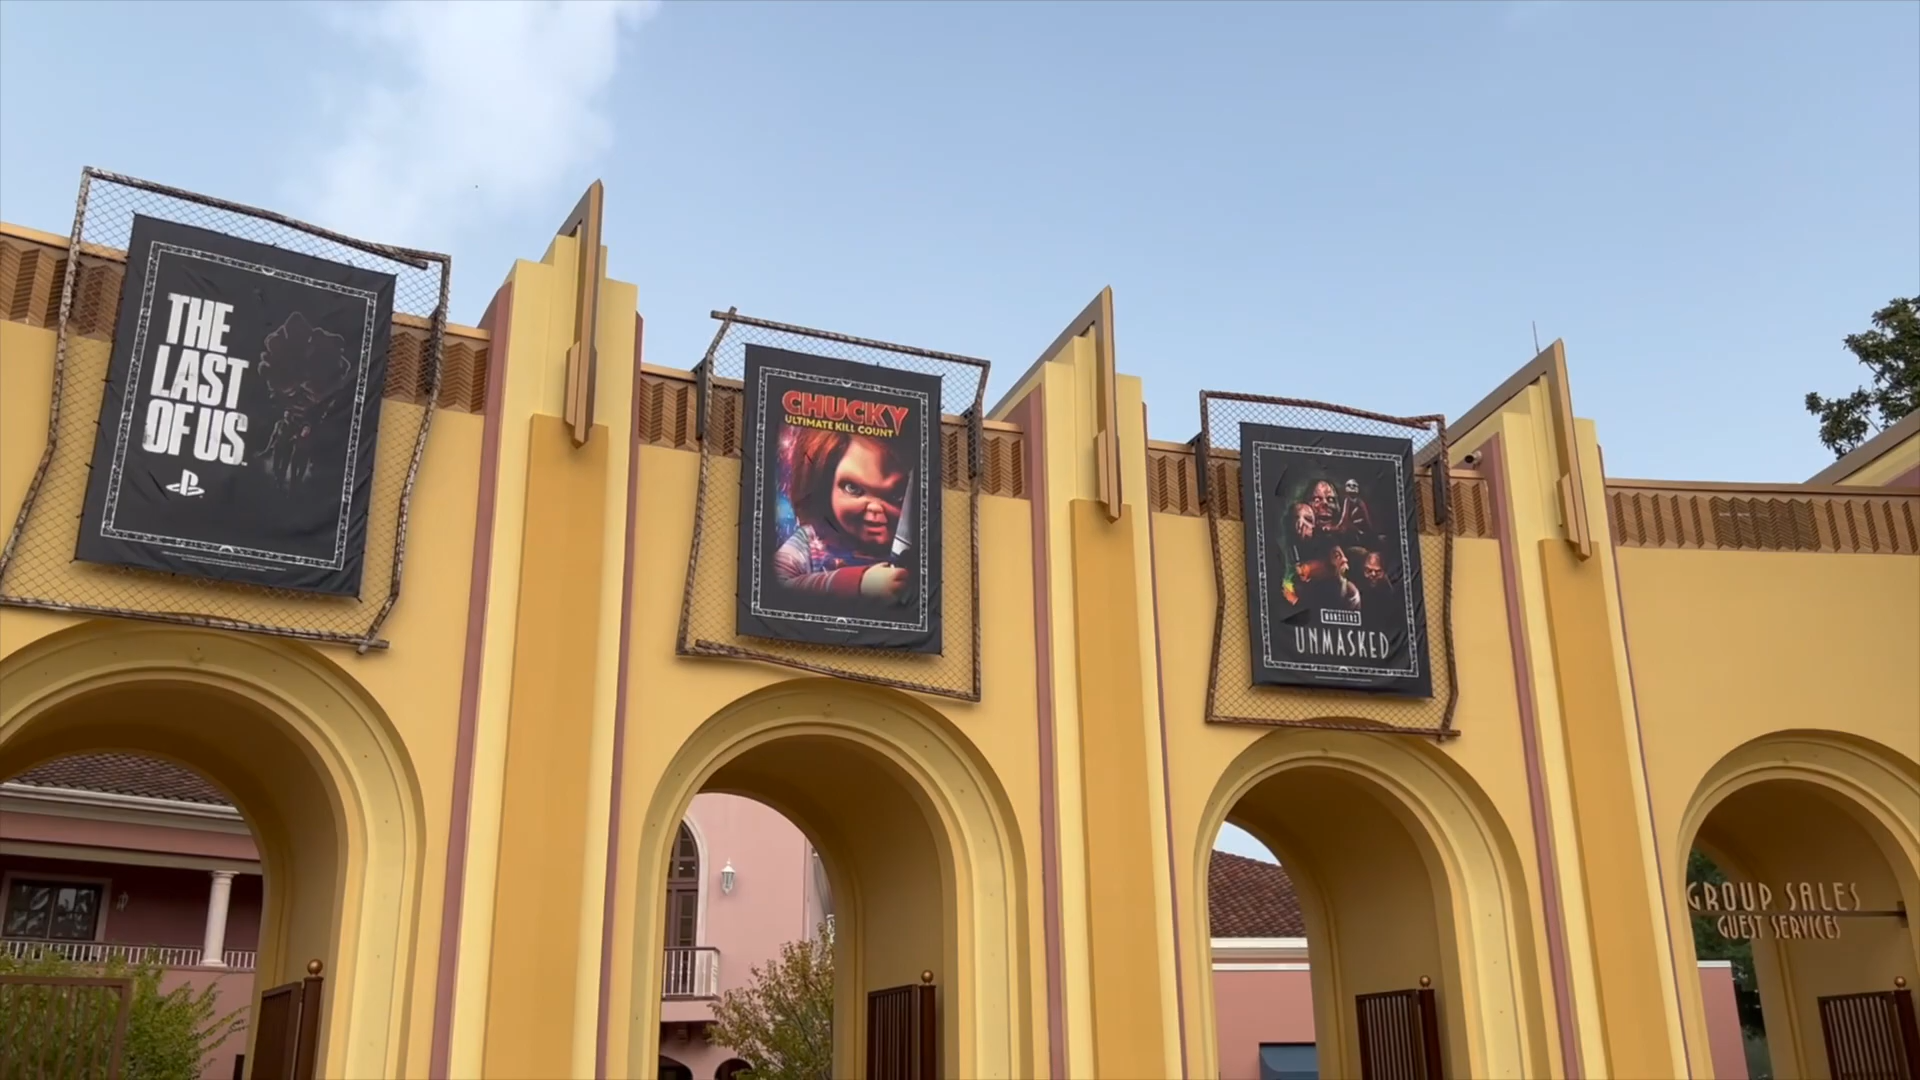 THE
LAST
OF US
CHUCKY
ULTIMATE KILL COUNT
MONSTERS
UNMASKED
GROUP SALES
GUEST SERVICES